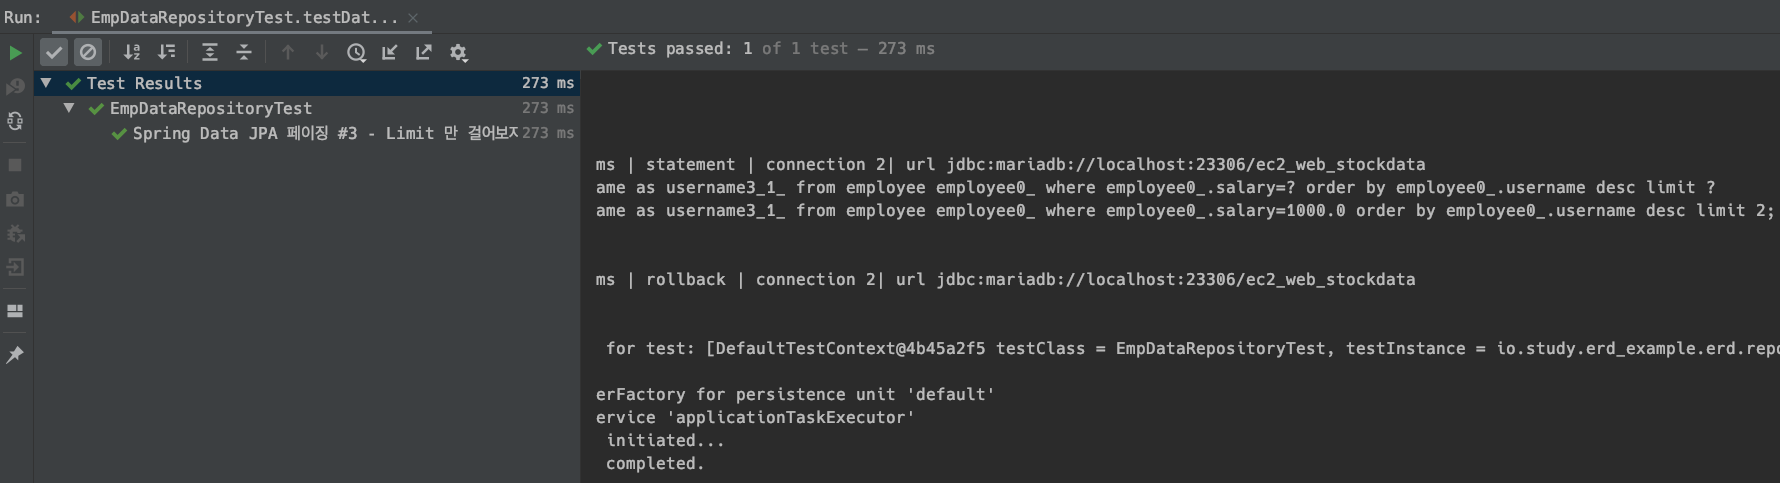 Run: EmpDataRepositoryTest.testDat...
Tests passed: 1 of 1 test – 273 ms
Test Results 273 ms
EmpDataRepositoryTest 273 ms
Spring Data JPA 페이징 #3 - Limit 만 걸어보자 273 ms
ms | statement | connection 2| url jdbc:mariadb://localhost:23306/ec2_web_stockdata
ame as username3_1_ from employee employee0_ where employee0_.salary=? order by employee0_.username desc limit ?
ame as username3_1_ from employee employee0_ where employee0_.salary=1000.0 order by employee0_.username desc limit 2;
ms | rollback | connection 2| url jdbc:mariadb://localhost:23306/ec2_web_stockdata
for test: [DefaultTestContext@4b45a2f5 testClass = EmpDataRepositoryTest, testInstance = io.study.erd_example.erd.repo
erFactory for persistence unit 'default'
ervice 'applicationTaskExecutor'
initiated...
completed.